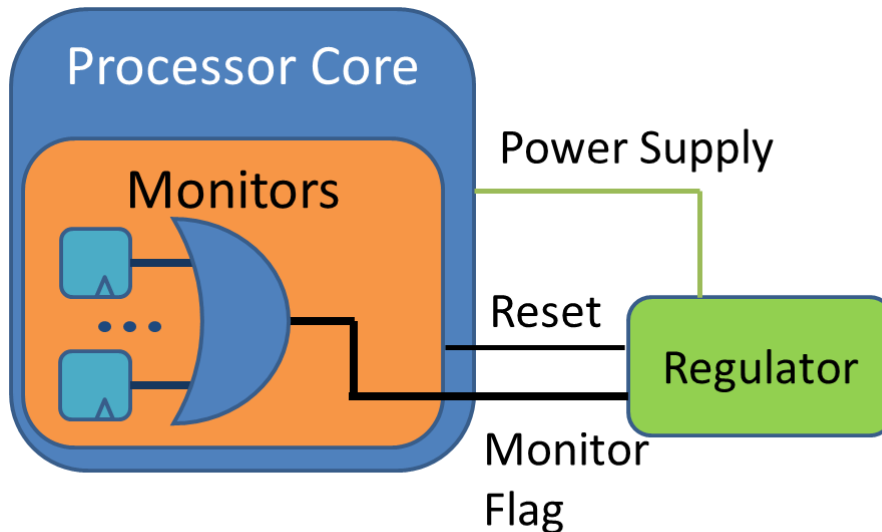 Processor Core
Power Supply
Monitors
Reset
Regulator
Monitor
Flag